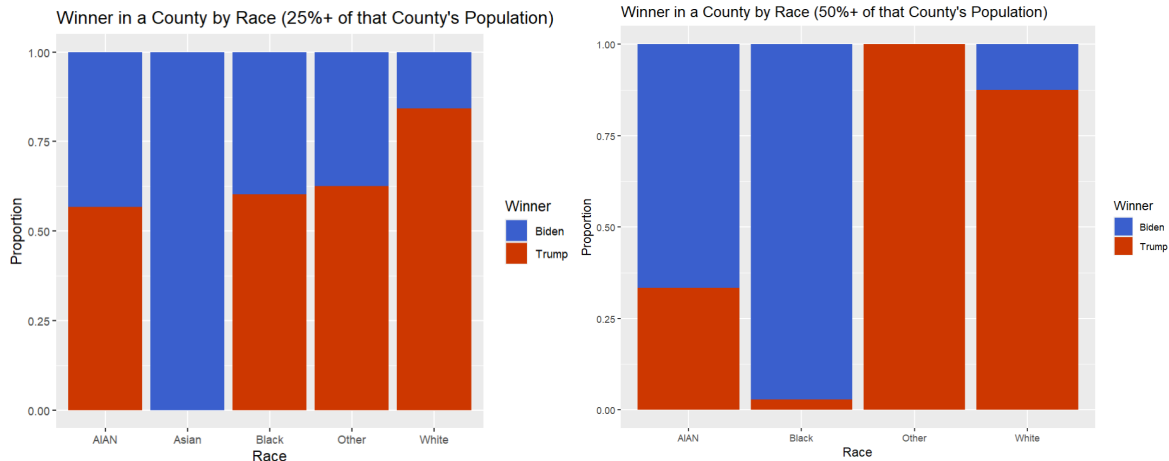 Winner in a County by Race (25%+ of that County's Population)
1.00
0.75
0.50
0.25
0.00
Proportion
AIAN Asian Black Other White
Race
Winner
Biden
Trump
Winner in a County by Race (50%+ of that County's Population)
1.00
0.75
0.50
0.25
0.00
Proportion
AIAN Black Other White
Race
Winner
Biden
Trump